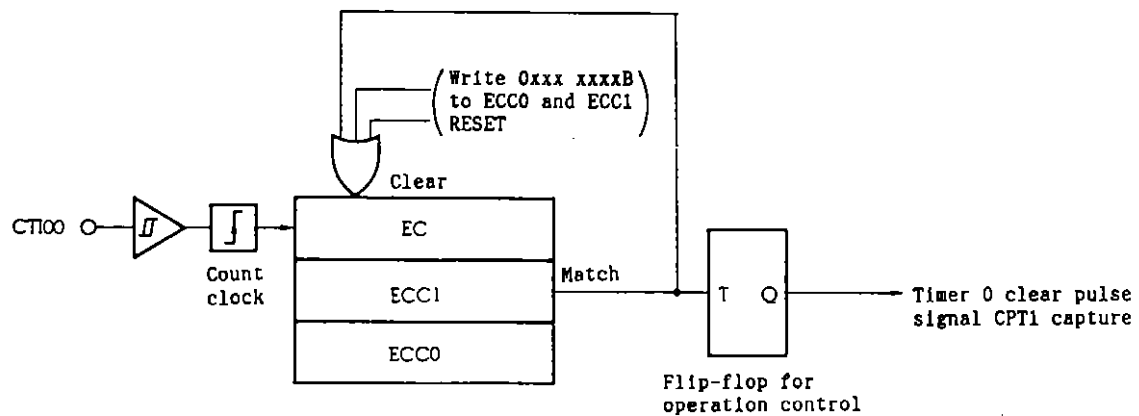 Write 0xxx xxxxB
to ECC0 and ECC1
RESET
Clear
CTI00
EC
Count
clock
Match
ECC1
T Q
Timer 0 clear pulse
signal CPT1 capture
ECC0
Flip-flop for
operation control